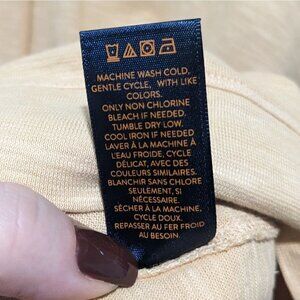 MACHINE WASH COLD,
GENTLE CYCLE, WITH LIKE
COLORS.
ONLY NON CHLORINE
BLEACH IF NEEDED.
TUMBLE DRY LOW.
COOL IRON IF NEEDED
LAVER À LA MACHINE À
L'EAU FROIDE, CYCLE
DÉLICAT, AVEC DES
COULEURS SIMILAIRES.
BLANCHIR SANS CHLORE
SEULEMENT, SI
NÉCESSAIRE.
SÉCHER À LA MACHINE,
CYCLE DOUX.
REPASSER AU FER FROID
AU BESOIN.